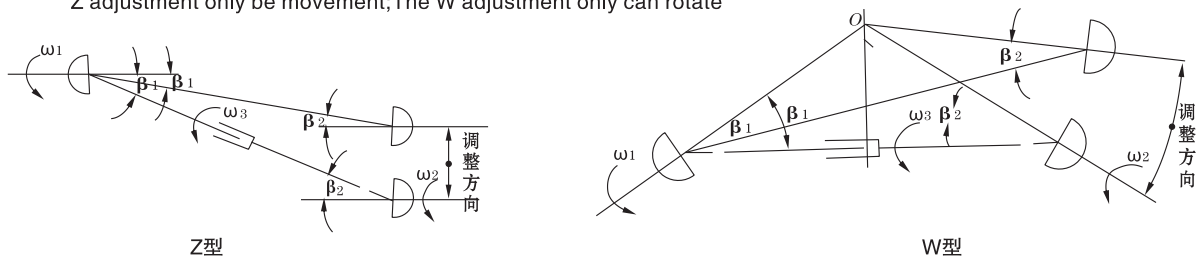 Z adjustment only be movement;The W adjustment only can rotate
ω1
β1
β1
ω3
β2
β2
ω2
调整方向
Z型
O
β2
β1
β1
ω3
β2
ω1
ω2
调整方向
W型